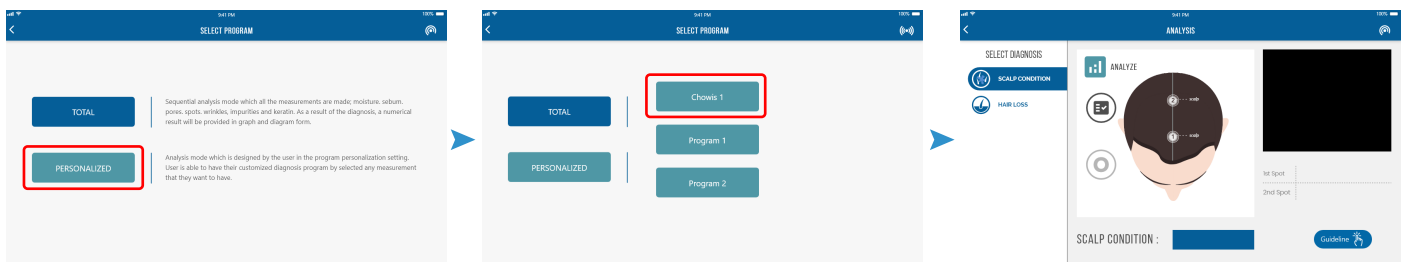 9:41 PM
100%
SELECT PROGRAM
TOTAL
Sequential analysis mode which all the measurements are made; moisture. sebum.
pores. spots. wrinkles, impurities and keratin. As a result of the diagnosis, a numerical
result will be provided in graph and diagram form.
PERSONALIZED
Analysis mode which is designed by the user in the program personalization setting.
User is able to have their customized diagnosis program by selected any measurement
that they want to have.
9:41 PM
100%
SELECT PROGRAM
Chowis 1
TOTAL
Program 1
PERSONALIZED
Program 2
9:41 PM
100%
ANALYSIS
SELECT DIAGNOSIS
SCALP CONDITION
HAIR LOSS
ANALYZE
2 scalp
1 scalp
1st Spot
2nd Spot
SCALP CONDITION :
Guideline